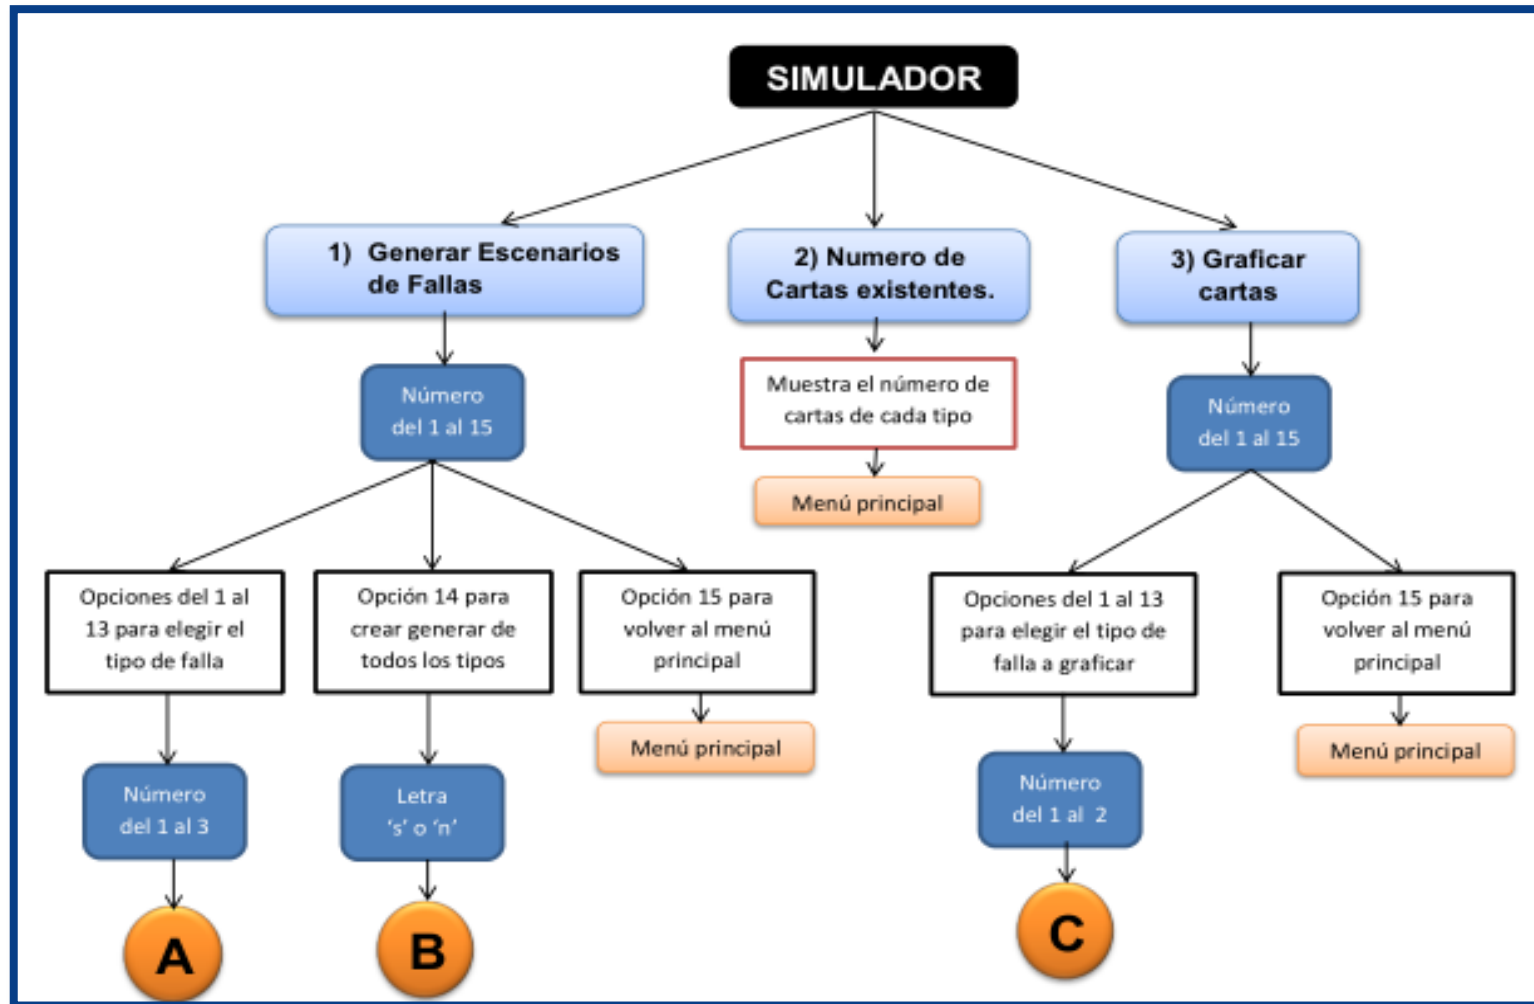 SIMULADOR
1) Generar Escenarios
de Fallas
2) Numero de
Cartas existentes.
3) Graficar
cartas
Número
del 1 al 15
Muestra el número de
cartas de cada tipo
Menú principal
Número
del 1 al 15
Opciones del 1 al
13 para elegir el
tipo de falla
Opción 14 para
crear generar de
todos los tipos
Opción 15 para
volver al menú
principal
Opciones del 1 al 13
para elegir el tipo de
falla a graficar
Opción 15 para
volver al menú
principal
Número
del 1 al 3
Letra
‘s’ o ‘n’
Menú principal
Número
del 1 al 2
Menú principal
A
B
C